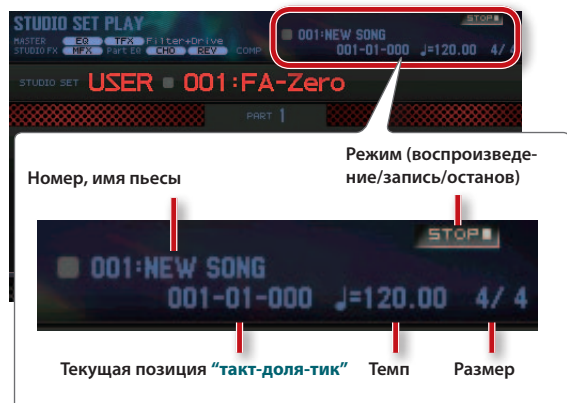 STUDIO SET PLAY
STOP
MASTER EQ TFX Filter+Drive
001:NEW SONG
STUDIO FX MFX Part EQ CHO REV COMP
001-01-000 ♩=120.00 4/ 4
STUDIO SET USER 001:FA-Zero
PART 1
Режим (воспроизведе-
ние/запись/останов)
Номер, имя пьесы
STOP
001:NEW SONG
001-01-000 ♩=120.00 4/ 4
Текущая позиция “такт-доля-тик” Темп Размер